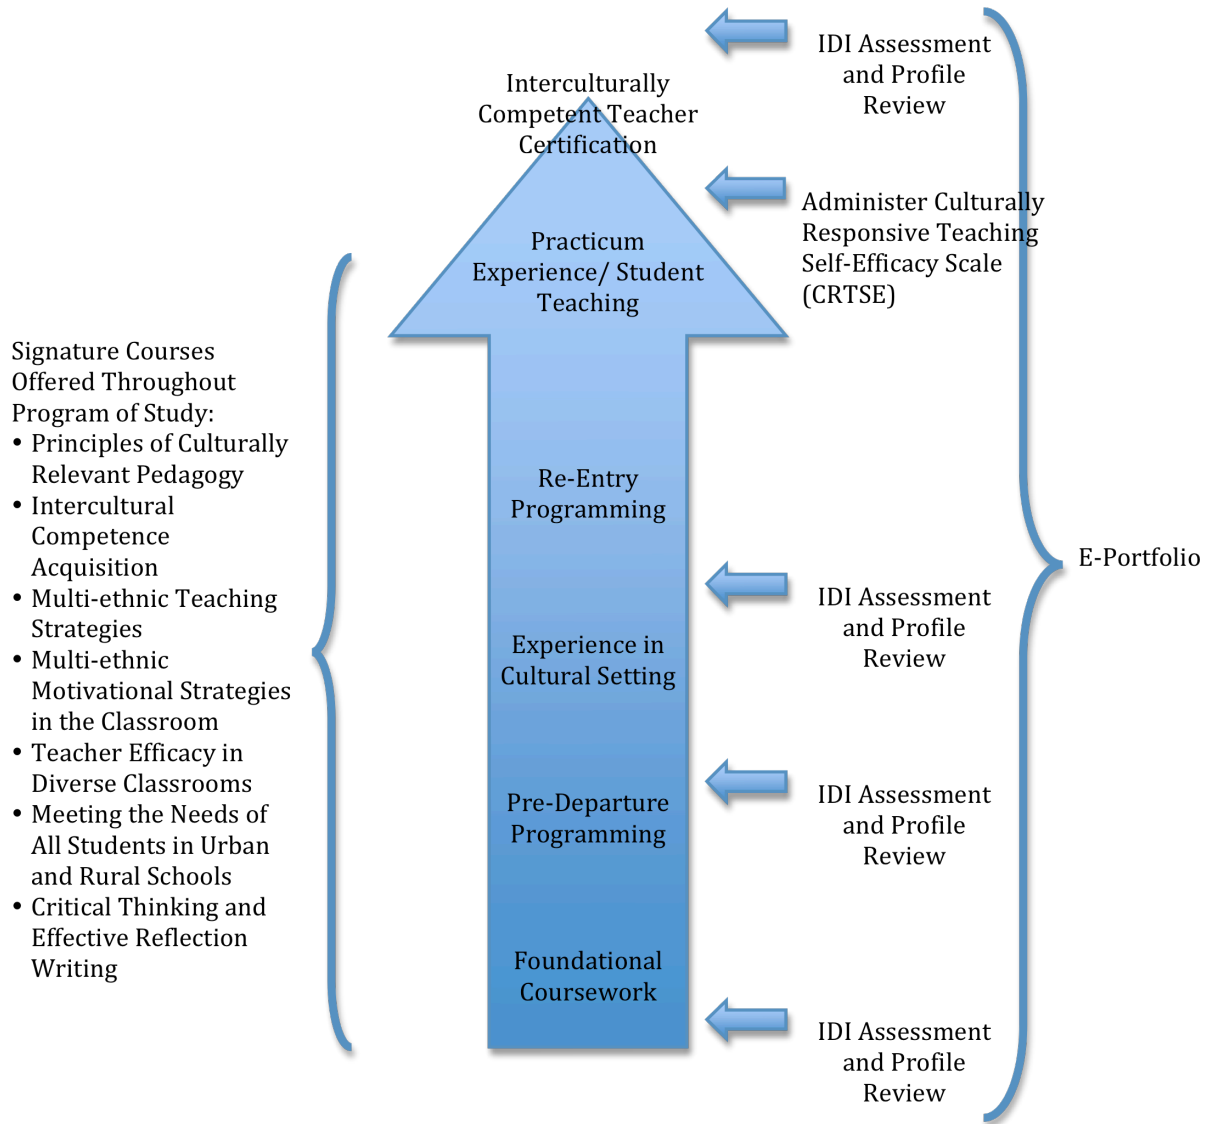 Signature Courses
Offered Throughout
Program of Study:
• Principles of Culturally
Relevant Pedagogy
• Intercultural
Competence
Acquisition
• Multi-ethnic Teaching
Strategies
• Multi-ethnic
Motivational Strategies
in the Classroom
• Teacher Efficacy in
Diverse Classrooms
• Meeting the Needs of
All Students in Urban
and Rural Schools
• Critical Thinking and
Effective Reflection
Writing
Interculturally
Competent Teacher
Certification
Practicum
Experience/ Student
Teaching
Re-Entry
Programming
Experience in
Cultural Setting
Pre-Departure
Programming
Foundational
Coursework
IDI Assessment
and Profile
Review
Administer Culturally
Responsive Teaching
Self-Efficacy Scale
(CRTSE)
IDI Assessment
and Profile
Review
IDI Assessment
and Profile
Review
IDI Assessment
and Profile
Review
E-Portfolio